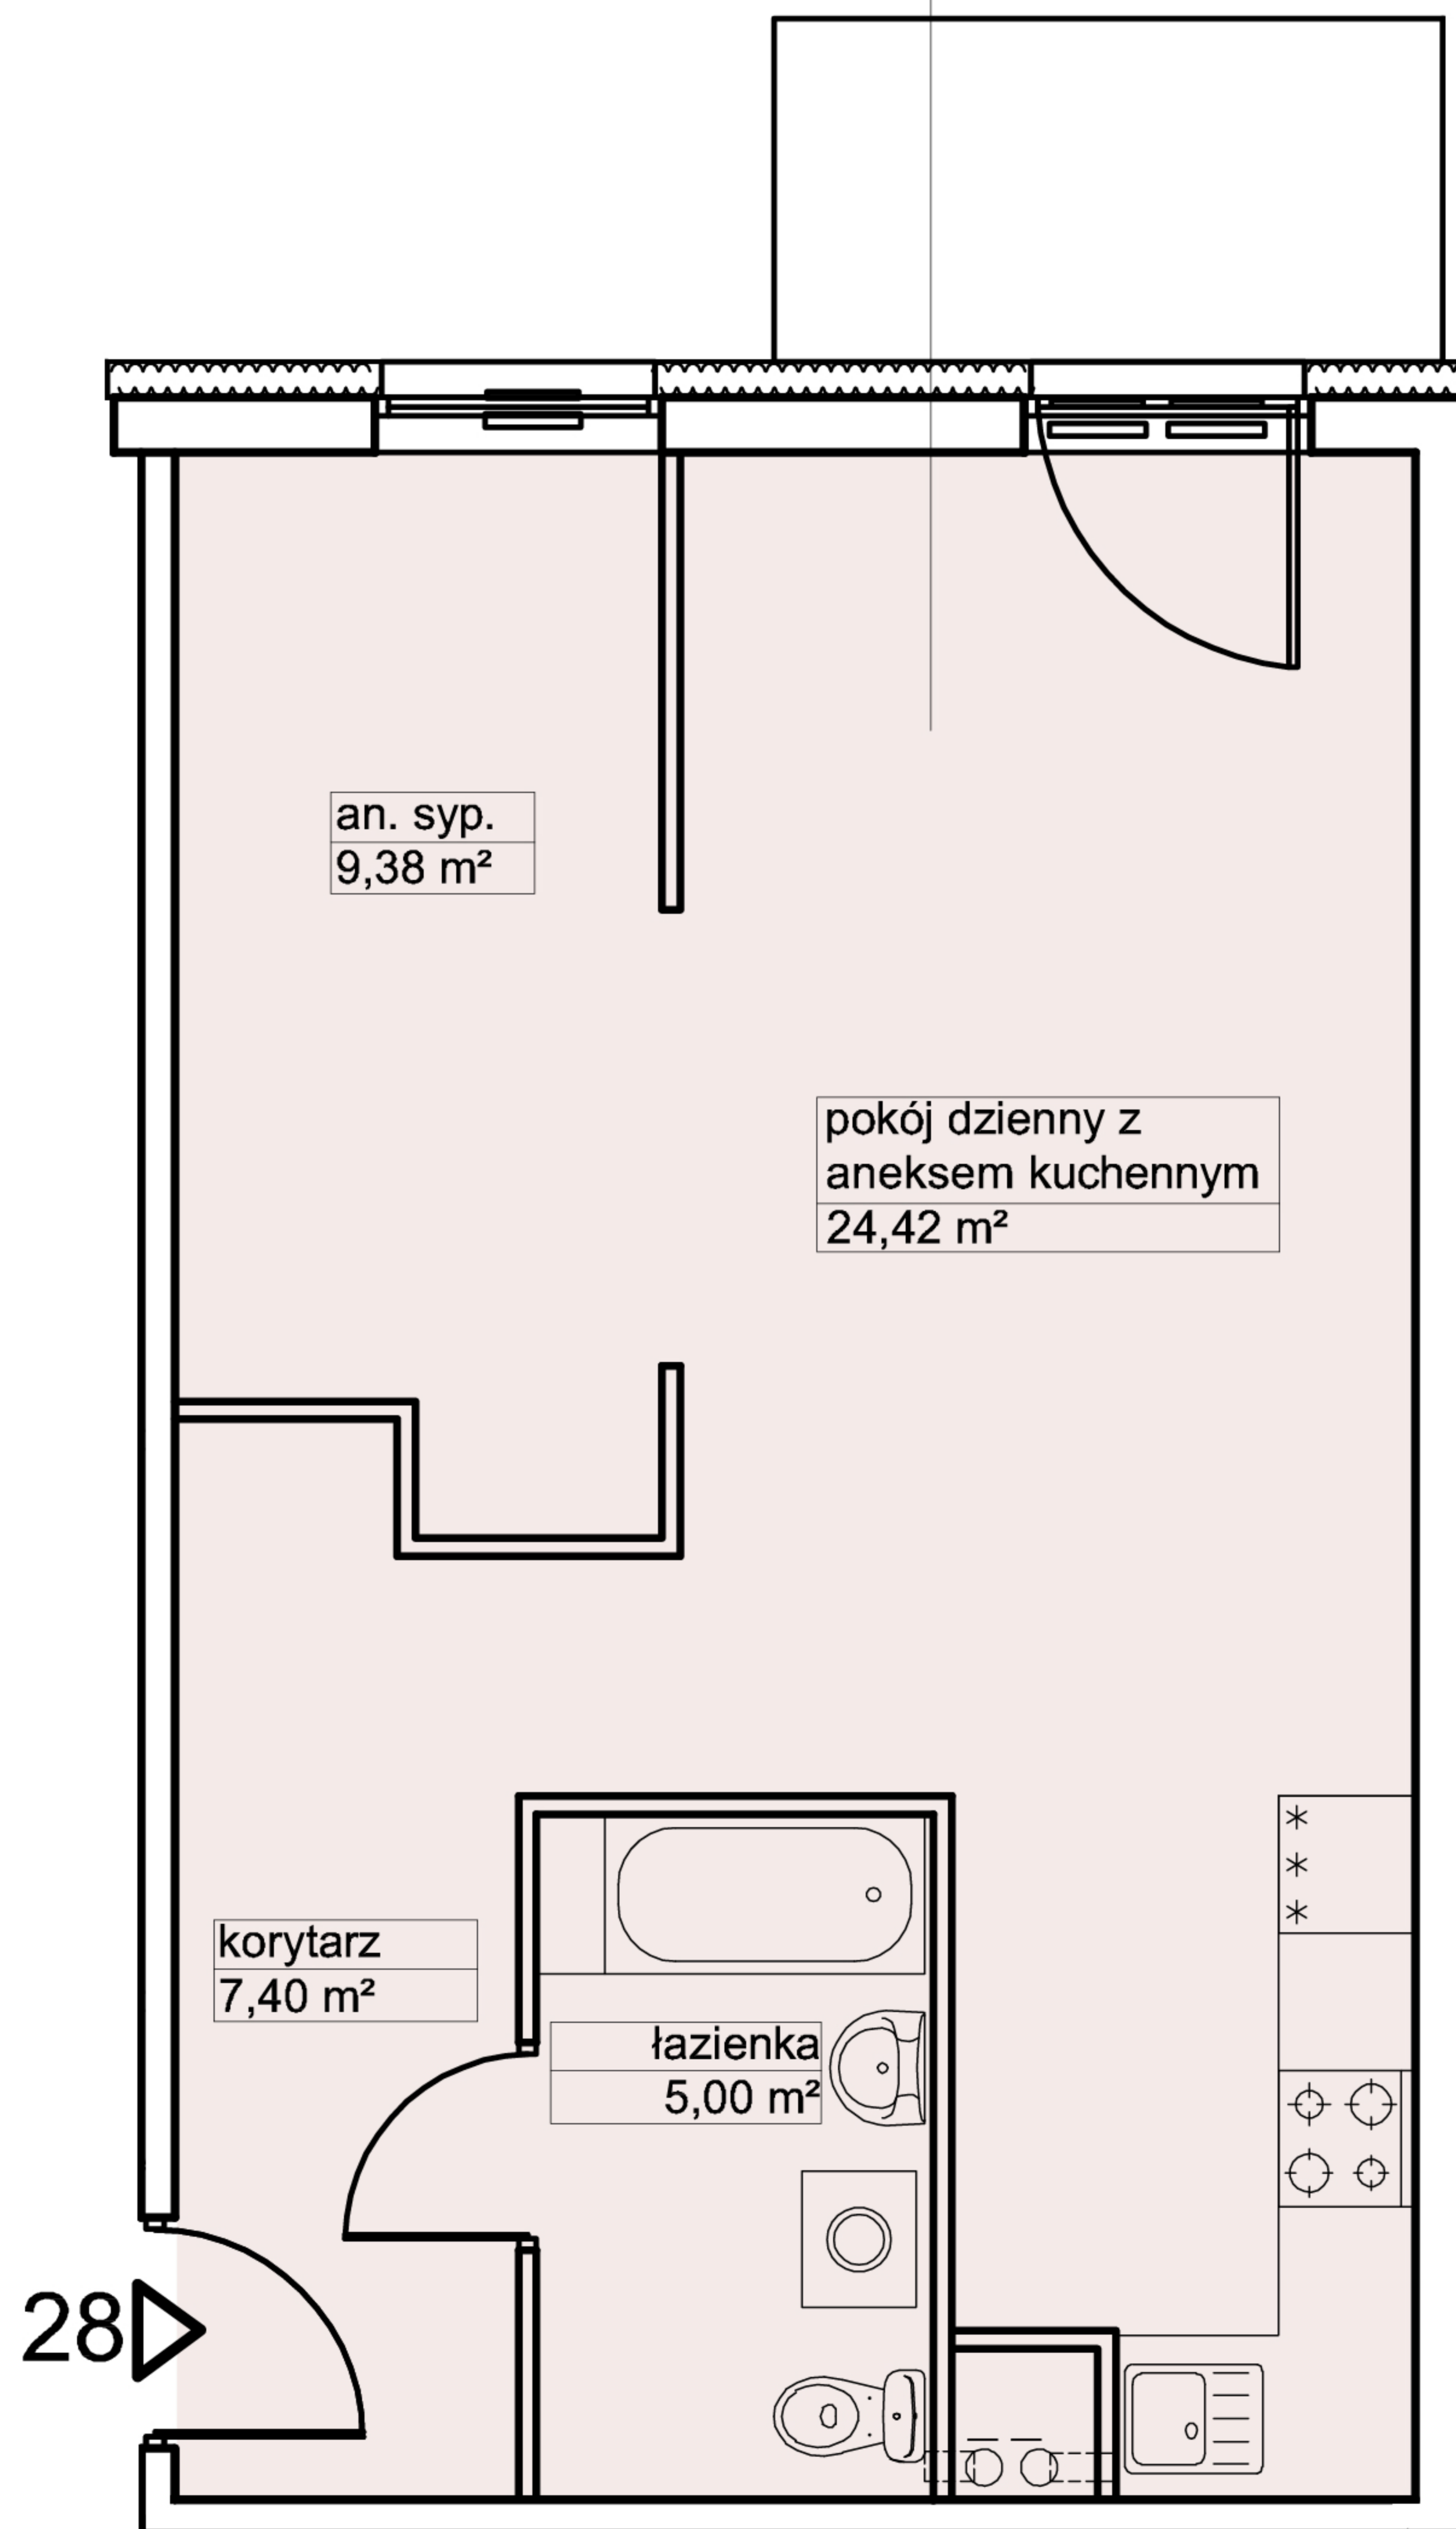 an. syp.
9,38 m²
pokój dzienny z
aneksem kuchennym
24,42 m²
korytarz
7,40 m²
łazienka
5,00 m²
28